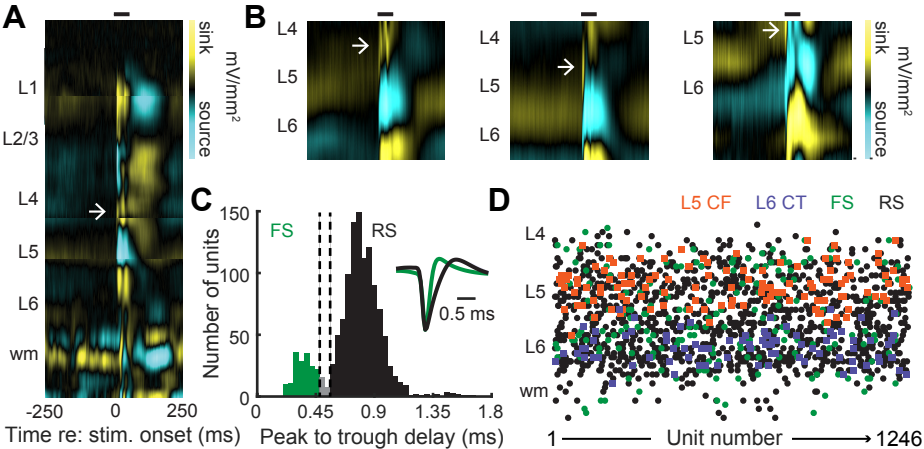 A
L1
L2/3
L4
L5
L6
wm
-250 0 250
Time re: stim. onset (ms)
sink
source
mV/mm2
B
L4
L5
L6
L4
L5
L6
L5
L6
sink
source
mV/mm2
C
150
100
50
0
Number of units
FS
RS
0.5 ms
0 0.45 0.9 1.35 1.8
Peak to trough delay (ms)
D
L5 CF L6 CT FS RS
L4
L5
L6
wm
1 Unit number 1246